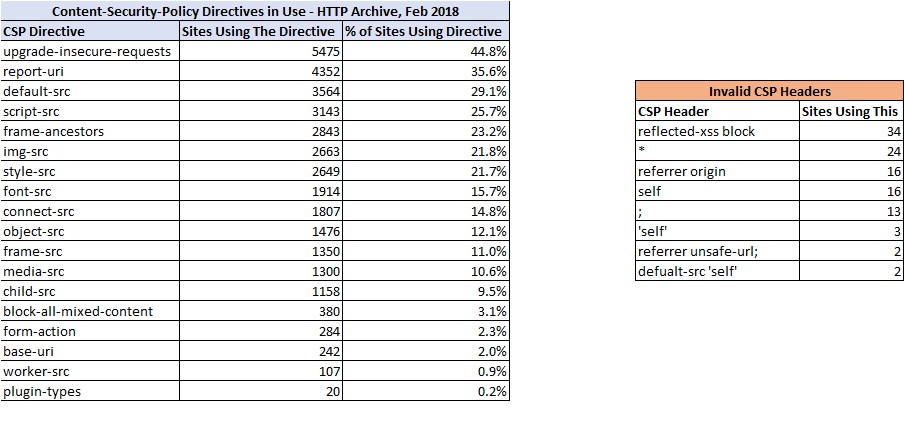 Content-Security-Policy Directives in Use - HTTP Archive, Feb 2018
CSP Directive Sites Using The Directive % of Sites Using Directive
upgrade-insecure-requests 5475 44.8%
report-uri 4352 35.6%
default-src 3564 29.1%
script-src 3143 25.7%
frame-ancestors 2843 23.2%
img-src 2663 21.8%
style-src 2649 21.7%
font-src 1914 15.7%
connect-src 1807 14.8%
object-src 1476 12.1%
frame-src 1350 11.0%
media-src 1300 10.6%
child-src 1158 9.5%
block-all-mixed-content 380 3.1%
form-action 284 2.3%
base-uri 242 2.0%
worker-src 107 0.9%
plugin-types 20 0.2%
Invalid CSP Headers
CSP Header Sites Using This
reflected-xss block 34
* 24
referrer origin 16
self 16
; 13
'self' 3
referrer unsafe-url; 2
defualt-src 'self' 2